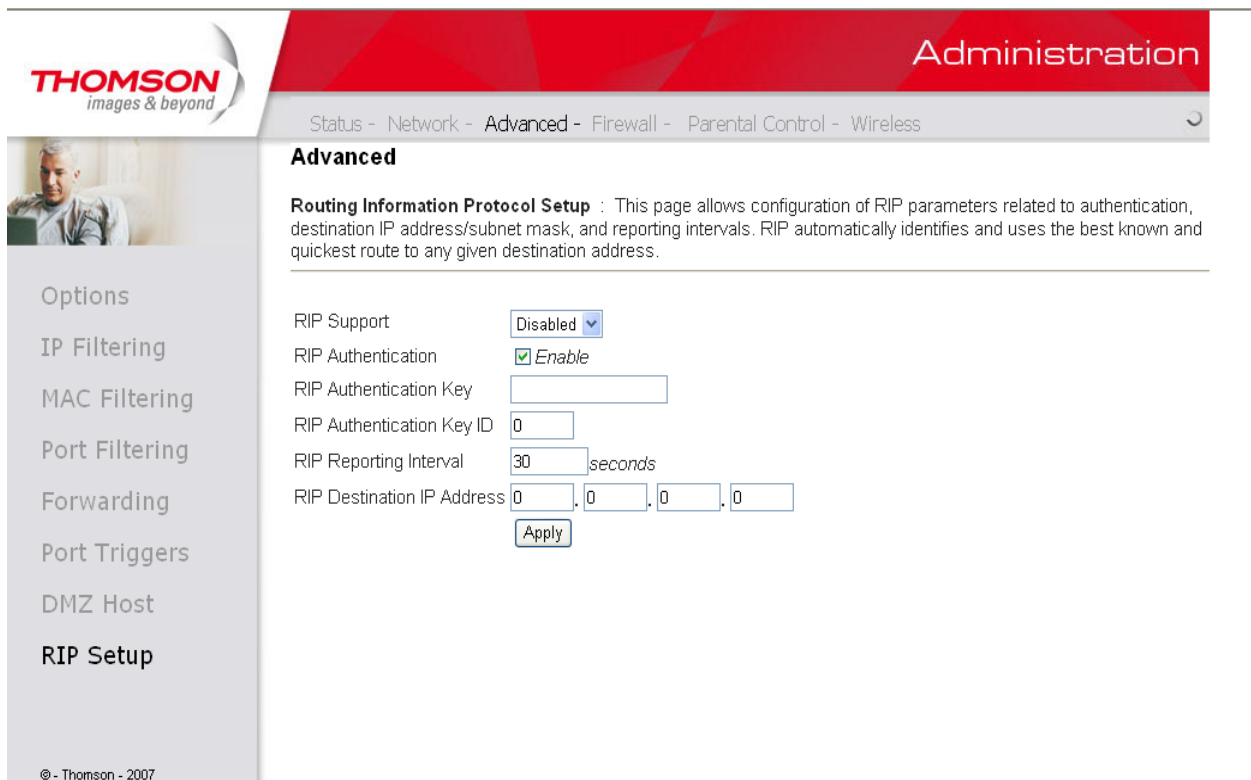 THOMSON
images & beyond
Administration
Status - Network - Advanced - Firewall - Parental Control - Wireless
Advanced
Routing Information Protocol Setup : This page allows configuration of RIP parameters related to authentication,
destination IP address/subnet mask, and reporting intervals. RIP automatically identifies and uses the best known and
quickest route to any given destination address.
Options
IP Filtering
MAC Filtering
Port Filtering
Forwarding
Port Triggers
DMZ Host
RIP Setup
RIP Support Disabled
RIP Authentication Enable
RIP Authentication Key
RIP Authentication Key ID 0
RIP Reporting Interval 30 seconds
RIP Destination IP Address 0 . 0 . 0 . 0
Apply
© - Thomson - 2007